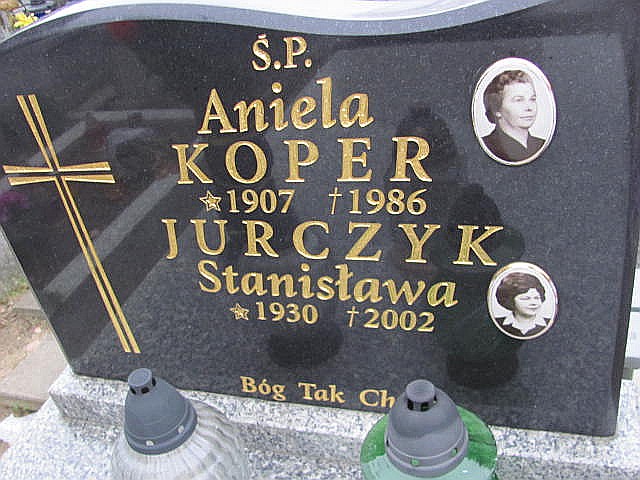 Ś.P.
Aniela
KOPER
*1907 †1986
JURCZYK
Stanisława
*1930 †2002
Bóg Tak